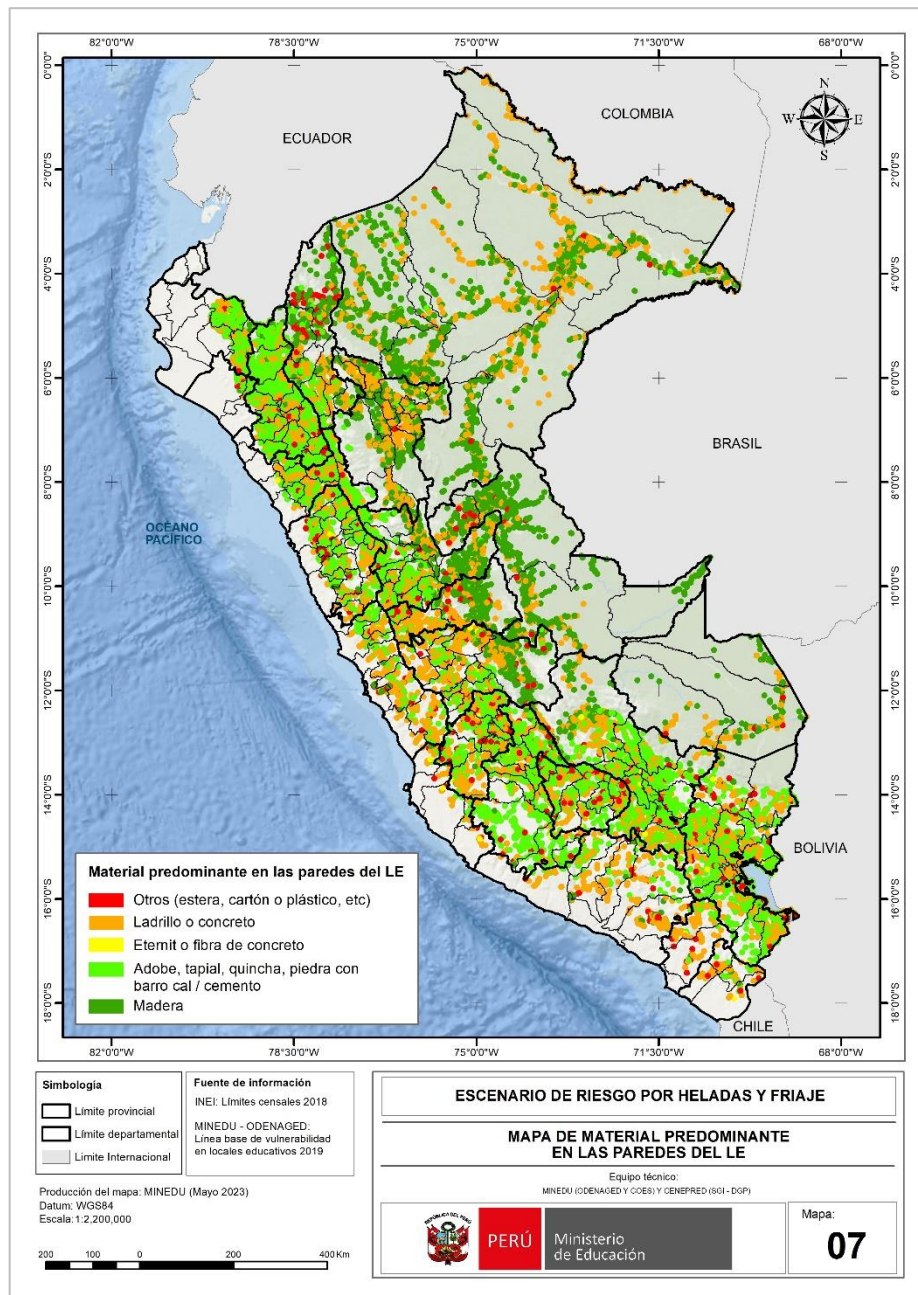 82°0'0"W
78°30'0"W
75°0'0"W
71°30'0"W
68°0'0"W
0°0'0"
2°0'0"S
4°0'0"S
6°0'0"S
8°0'0"S
10°0'0"S
12°0'0"S
14°0'0"S
16°0'0"S
18°0'0"S
N
W
E
S
ECUADOR
COLOMBIA
BRASIL
OCÉANO
PACÍFICO
BOLIVIA
CHILE
Material predominante en las paredes del LE
Otros (estera, cartón o plástico, etc)
Ladrillo o concreto
Eternit o fibra de concreto
Adobe, tapial, quincha, piedra con
barro cal / cemento
Madera
0°0'0"
2°0'0"S
4°0'0"S
6°0'0"S
8°0'0"S
10°0'0"S
12°0'0"S
14°0'0"S
16°0'0"S
18°0'0"S
82°0'0"W
78°30'0"W
75°0'0"W
71°30'0"W
68°0'0"W
Simbología
Límite provincial
Límite departamental
Limite Internacional
Fuente de información
INEI: Límites censales 2018
MINEDU - ODENAGED:
Línea base de vulnerabilidad
en locales educativos 2019
Producción del mapa: MINEDU (Mayo 2023)
Datum: WGS84
Escala: 1:2,200,000
200 100 0 200 400 Km
ESCENARIO DE RIESGO POR HELADAS Y FRIAJE
MAPA DE MATERIAL PREDOMINANTE
EN LAS PAREDES DEL LE
Equipo técnico:
MINEDU (ODENAGED Y COES) Y CENEPRED (SGI - DGP)
REPÚBLICA DEL PERÚ
PERÚ
Ministerio
de Educación
Mapa:
07